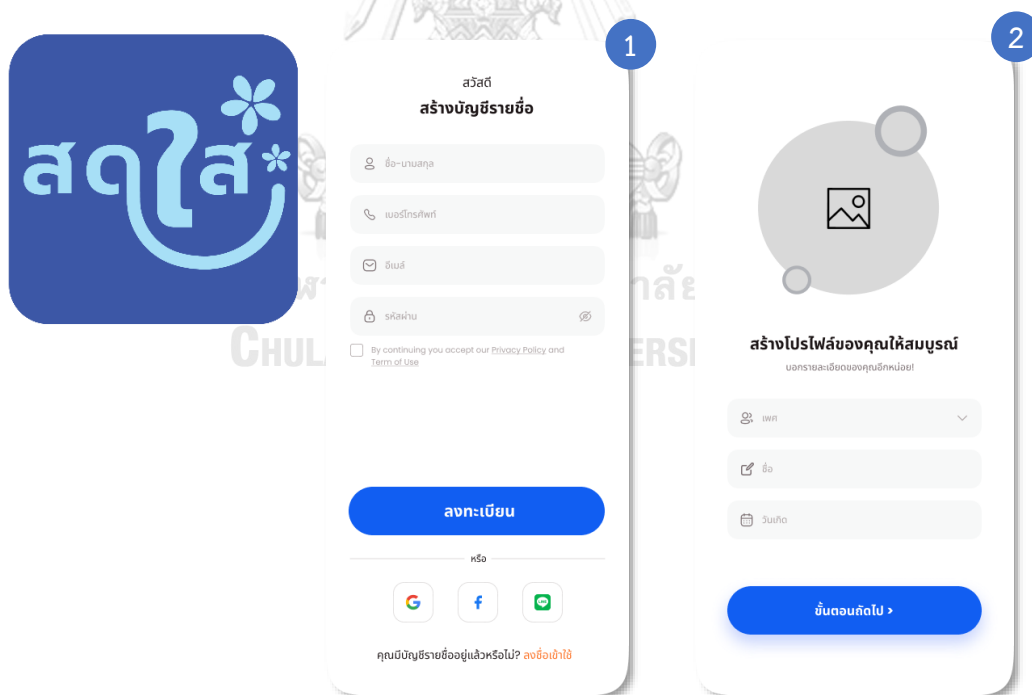 สดใส
1
สวัสดี
สร้างบัญชีรายชื่อ
ชื่อ-นามสกุล
เบอร์โทรศัพท์
อีเมล์
รหัสผ่าน
By continuing you accept our Privacy Policy and
Term of Use
ลงทะเบียน
หรือ
คุณมีบัญชีรายชื่ออยู่แล้วหรือไม่? ลงชื่อเข้าใช้
2
สร้างโปรไฟล์ของคุณให้สมบูรณ์
บอกรายละเอียดของคุณอีกหน่อย!
เพศ
ชื่อ
วันเกิด
ขั้นตอนถัดไป >